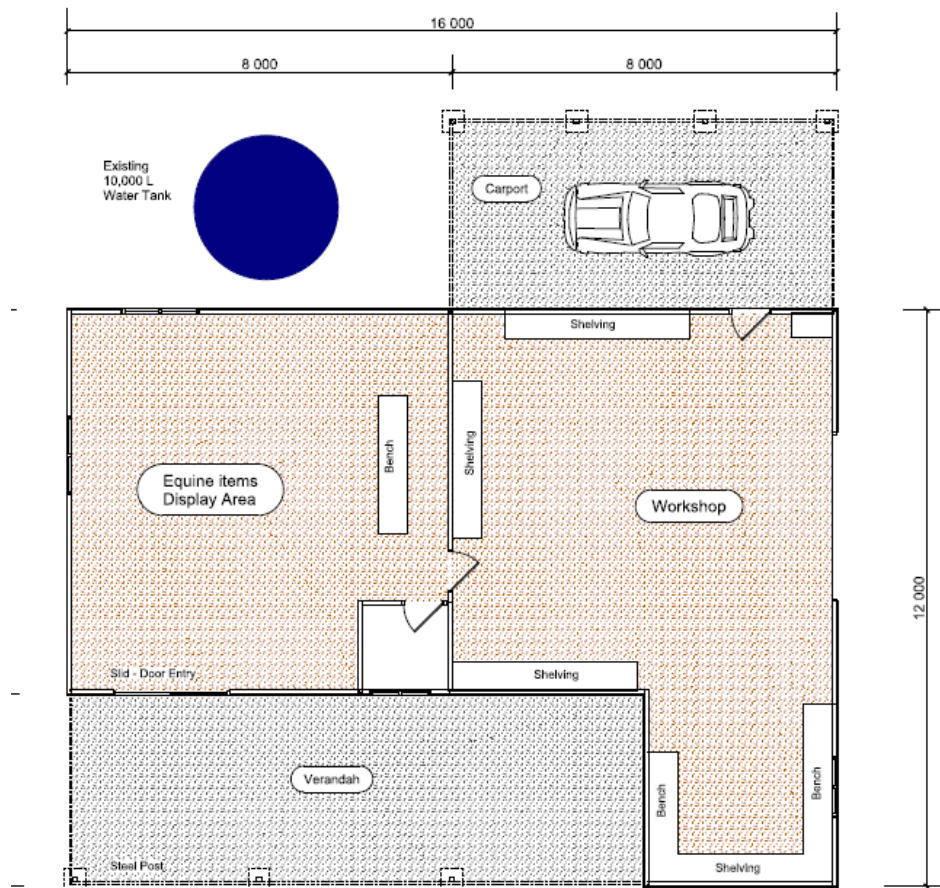 16 000
8 000
8 000
Existing
10,000 L
Water Tank
Carport
Shelving
Bench
Shelving
Equine items
Display Area
Workshop
12 000
Slid - Door Entry
Shelving
Verandah
Bench
Bench
Steel Post
Shelving